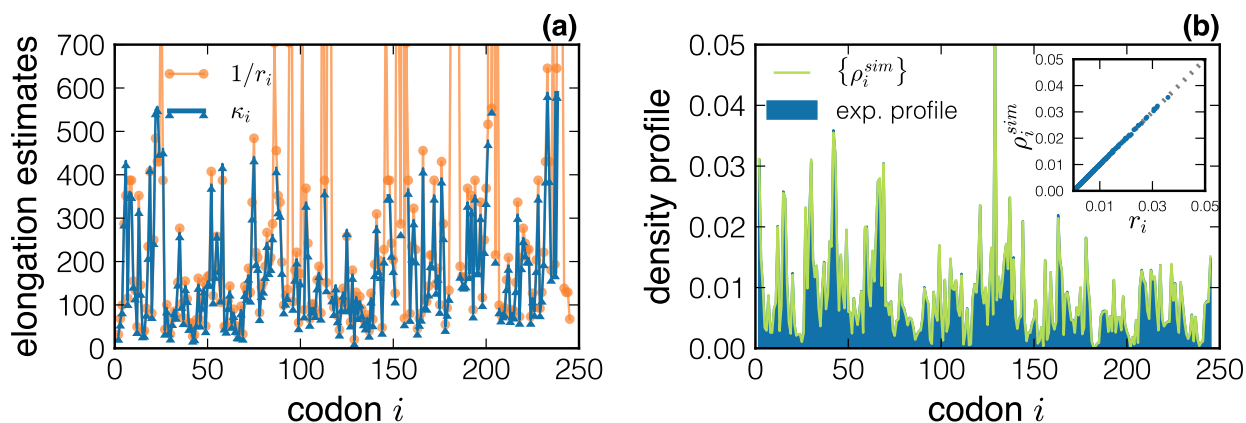 (a)
elongation estimates
700
600
500
400
300
200
100
0
1/r_i
κ_i
0 50 100 150 200 250
codon i
(b)
density profile
0.05
0.04
0.03
0.02
0.01
0.00
{ρ_i^{sim}}
exp. profile
0 50 100 150 200 250
codon i
ρ_i^{sim}
0.05
0.04
0.03
0.02
0.01
0.00
0.01 0.03 0.05
r_i